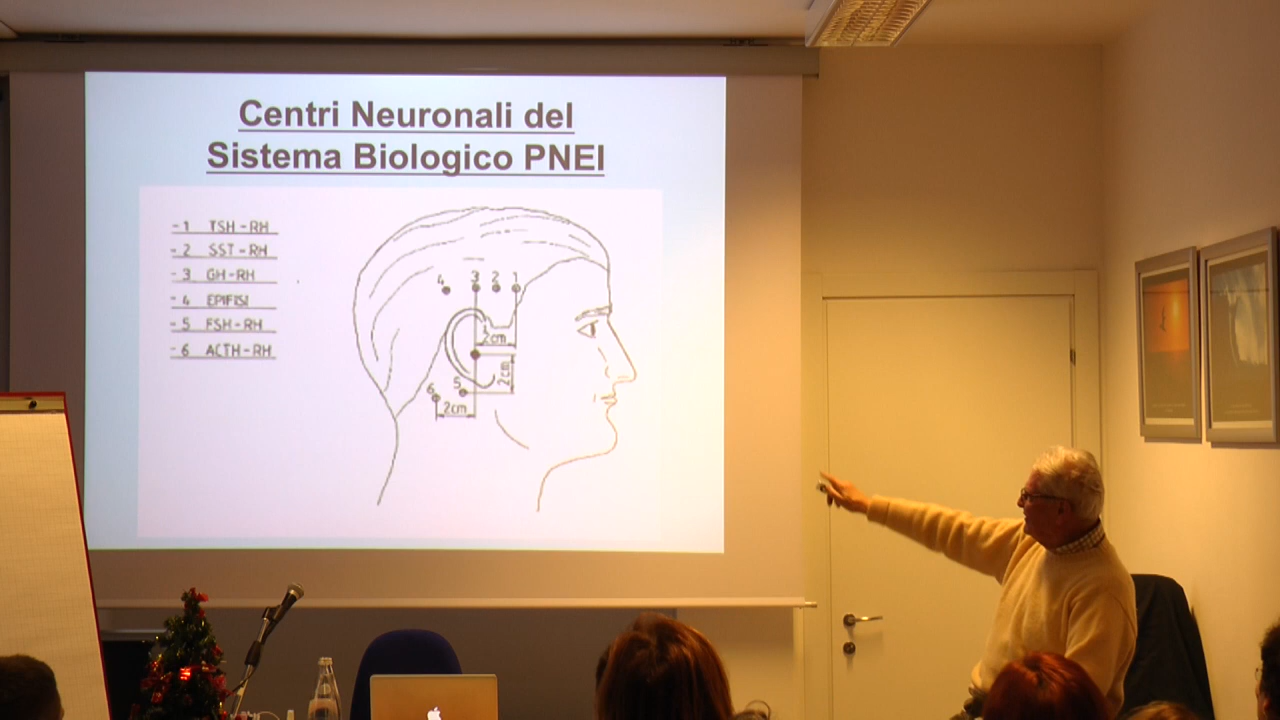 Centri Neuronali del
Sistema Biologico PNEI
- 1 TSH - RH
- 2 SST - RH
- 3 GH - RH
- 4 EPIFISI
- 5 FSH - RH
- 6 ACTH - RH
4 3 2 1
2cm
2cm
6 5
2cm